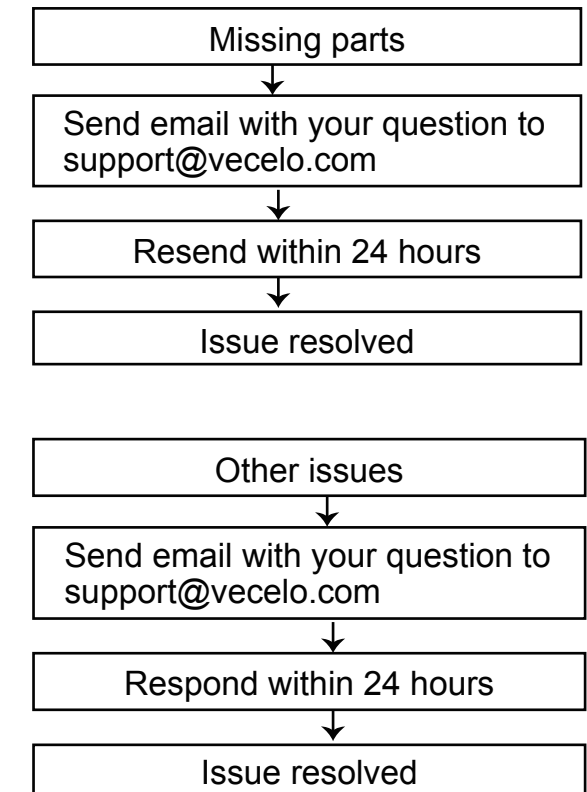 Missing parts
Send email with your question to
support@vecelo.com
Resend within 24 hours
Issue resolved
Other issues
Send email with your question to
support@vecelo.com
Respond within 24 hours
Issue resolved